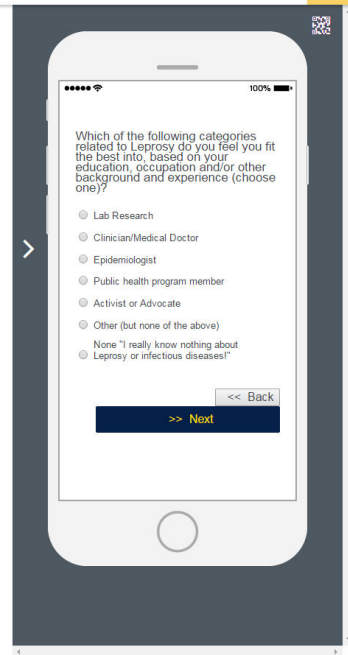 100%
Which of the following categories
related to Leprosy do you feel you fit
the best into, based on your
education, occupation and/or other
background and experience (choose
one)?
Lab Research
Clinician/Medical Doctor
Epidemiologist
Public health program member
Activist or Advocate
Other (but none of the above)
None "I really know nothing about
Leprosy or infectious diseases!"
<< Back
>> Next